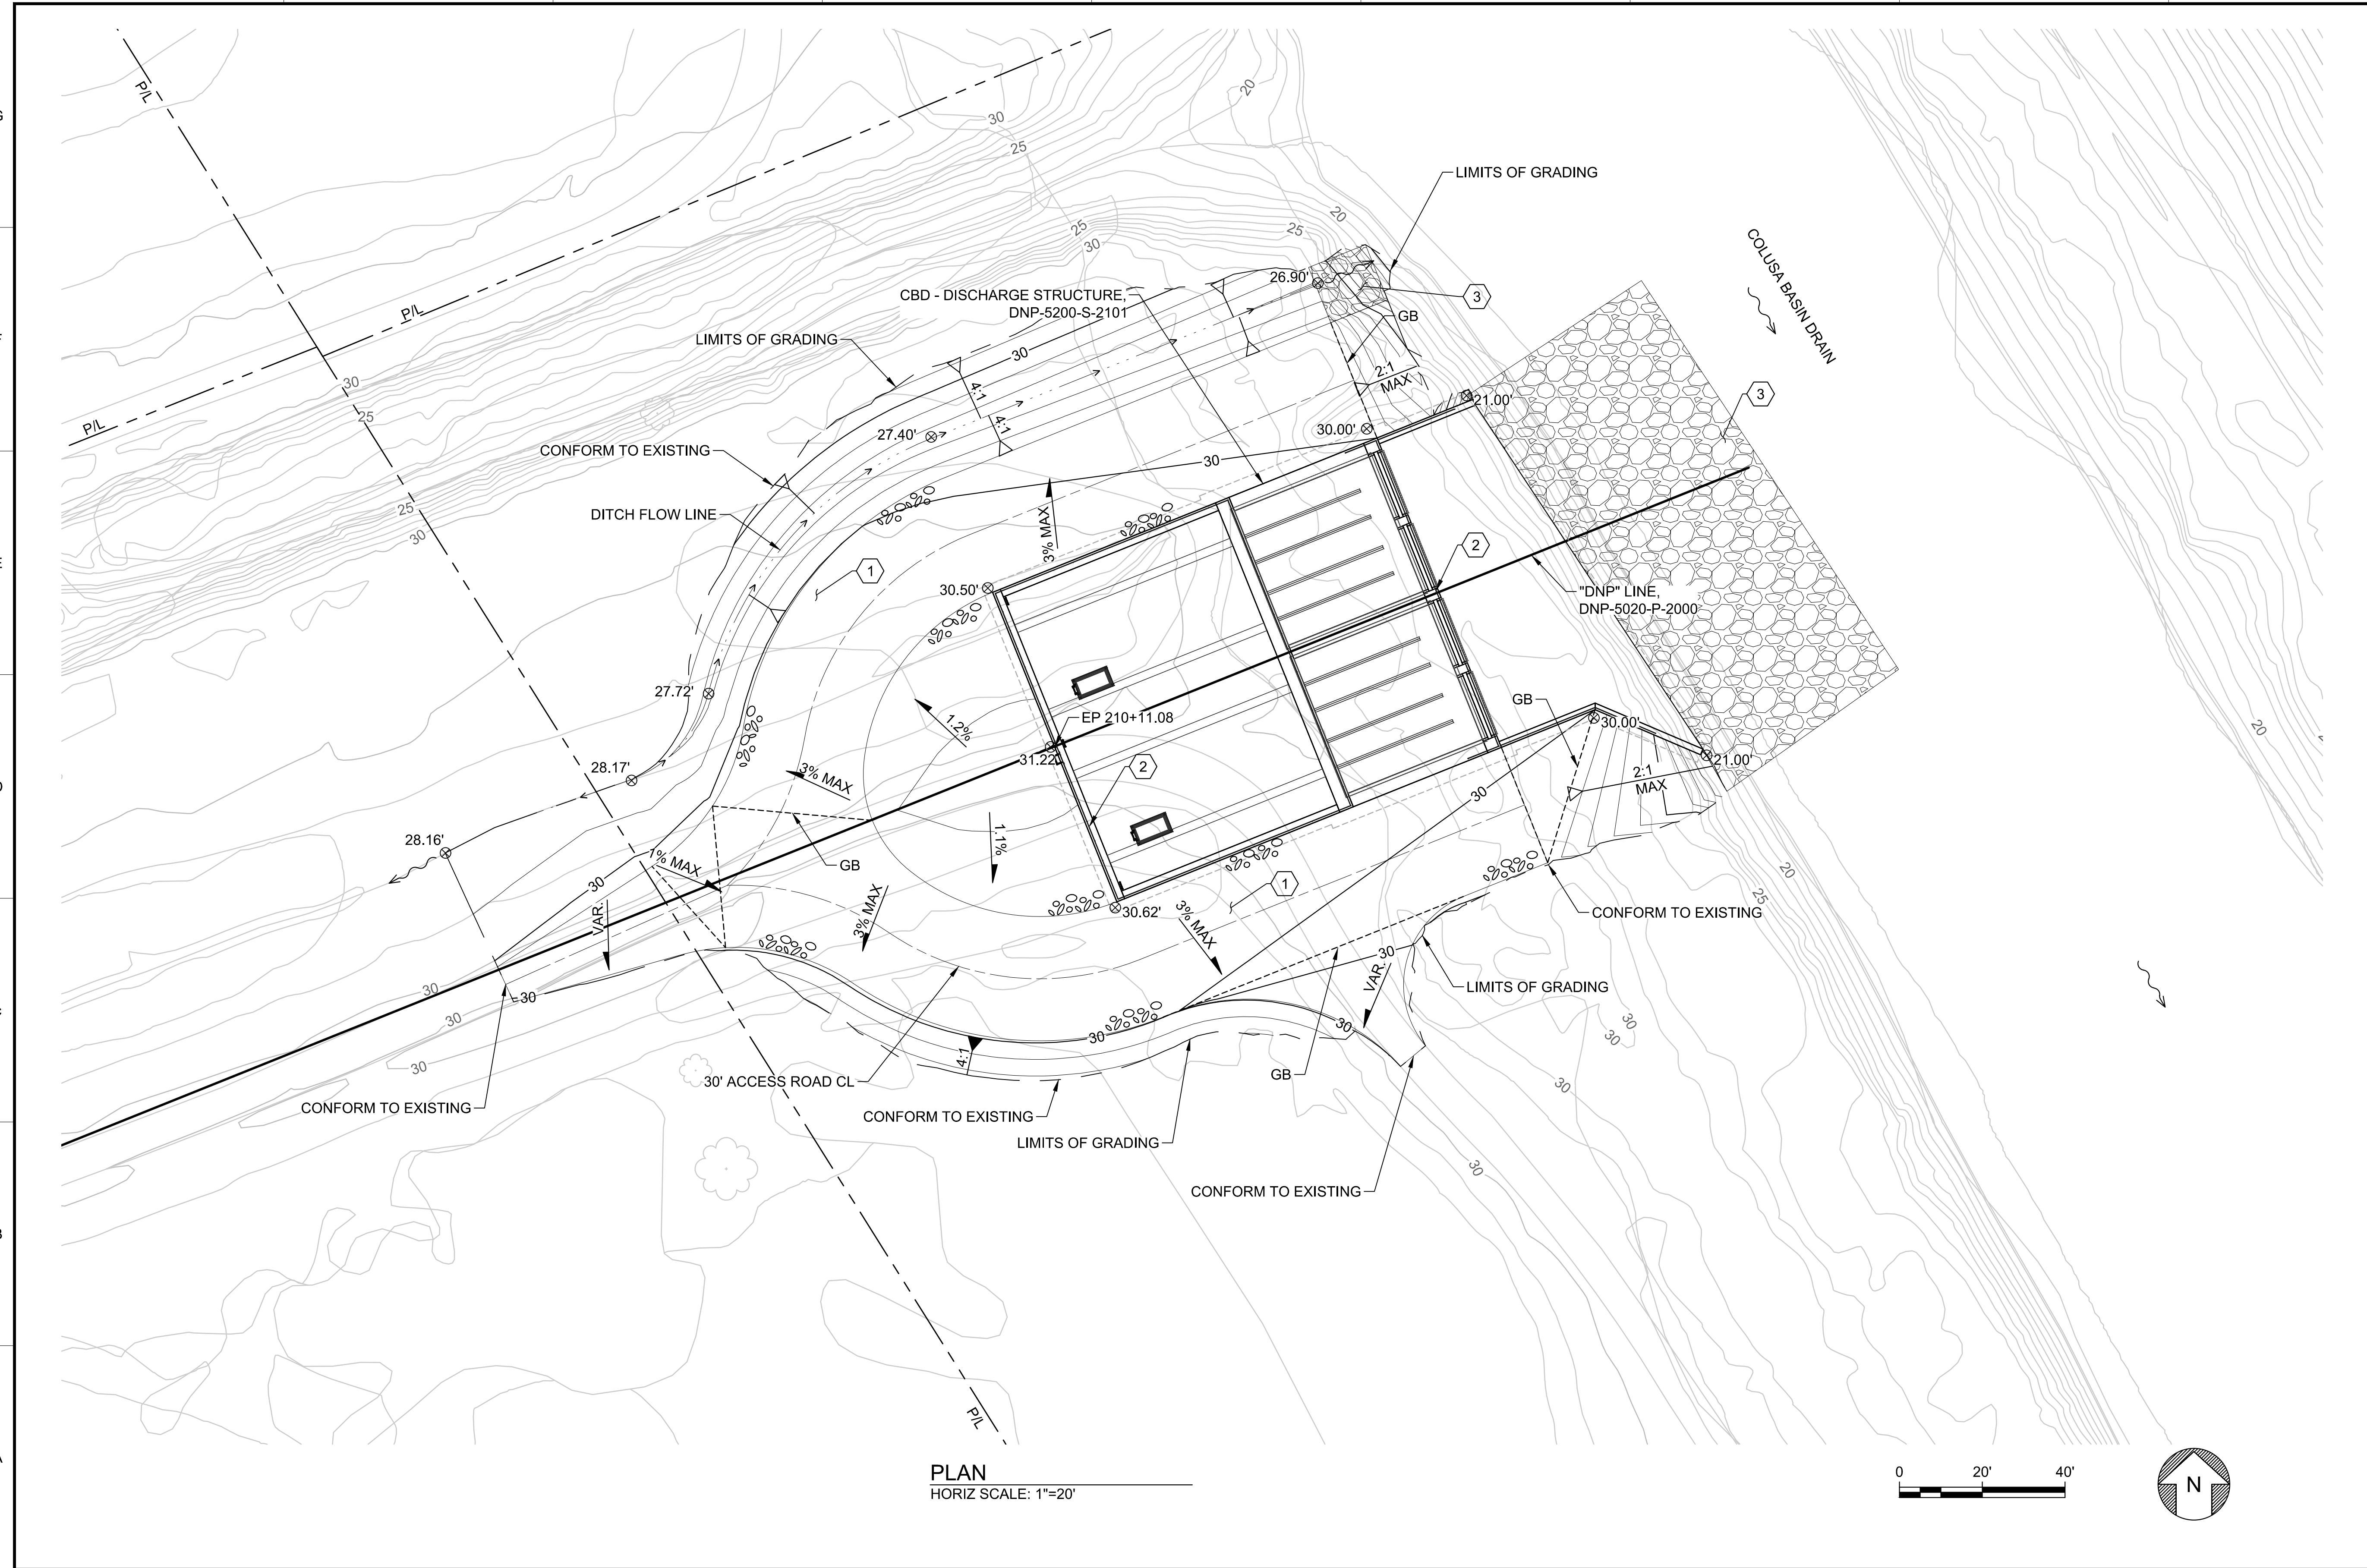 P/L
20
30
25
LIMITS OF GRADING
20
25
25
30
COLUSA BASIN DRAIN
26.90'
CBD - DISCHARGE STRUCTURE,
DNP-5200-S-2101
3
P/L
GB
LIMITS OF GRADING
30
2:1
MAX
30
4:1
3
21.00'
25
P/L
4:1
27.40'
30.00'
CONFORM TO EXISTING
30
25
DITCH FLOW LINE
3% MAX
30
2
1
30.50'
"DNP" LINE,
DNP-5020-P-2000
27.72'
GB
EP 210+11.08
30.00'
1.2%
20
31.22'
21.00'
28.17'
3% MAX
2
2:1
MAX
30
28.16'
1.1%
1% MAX
GB
20
30
1
25
VAR.
3% MAX
30.62'
3% MAX
CONFORM TO EXISTING
30
VAR.
30
30
LIMITS OF GRADING
30
30
30
30
30
4:1
30
30' ACCESS ROAD CL
GB
30
CONFORM TO EXISTING
CONFORM TO EXISTING
LIMITS OF GRADING
30
CONFORM TO EXISTING
P/L
PLAN
HORIZ SCALE: 1"=20'
0 20' 40'
N